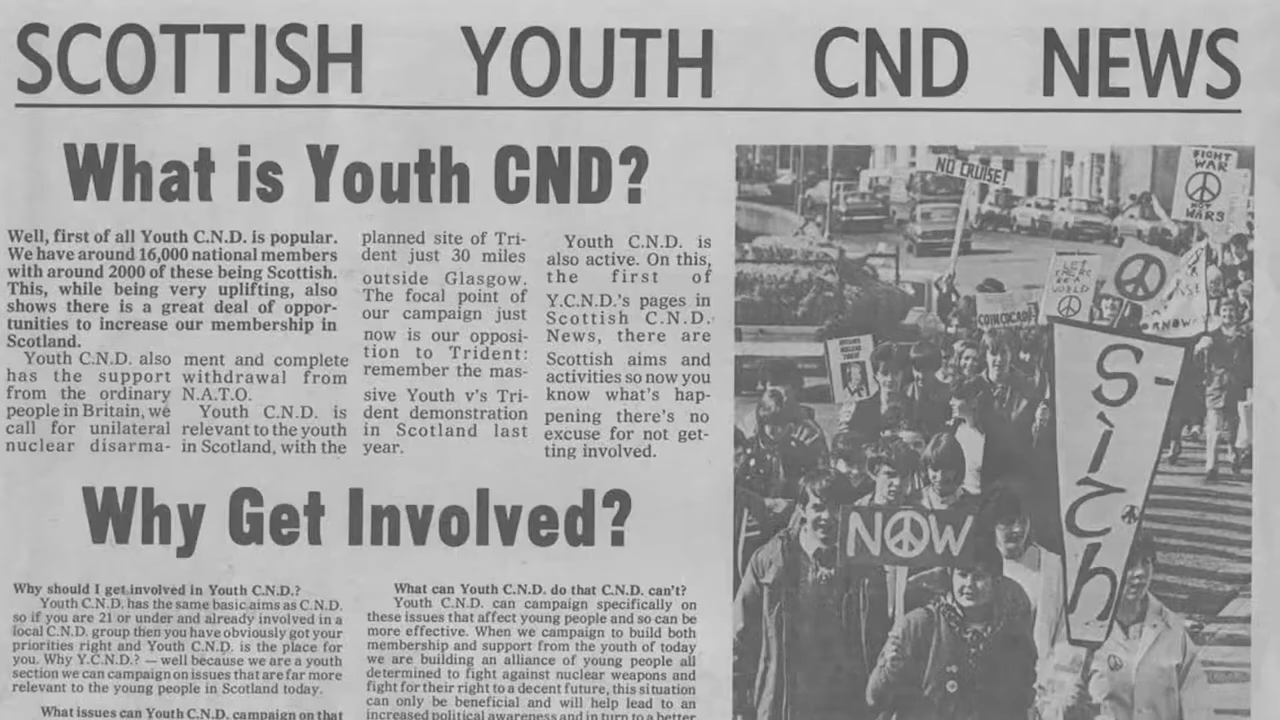 SCOTTISH YOUTH CND NEWS
What is Youth CND?
Well, first of all Youth C.N.D. is popular.
We have around 16,000 national members
with around 2000 of these being Scottish.
This, while being very uplifting, also
shows there is a great deal of oppor-
tunities to increase our membership in
Scotland.
Youth C.N.D. also
has the support
from the ordinary
people in Britain, we
call for unilateral
nuclear disarma-
ment and complete
withdrawal from
N.A.T.O.
Youth C.N.D. is
relevant to the youth
in Scotland, with the
planned site of Tri-
dent just 30 miles
outside Glasgow.
The focal point of
our campaign just
now is our opposi-
tion to Trident:
remember the mas-
sive Youth v's Tri-
dent demonstration
in Scotland last
year.
Youth C.N.D. is
also active. On this,
the first of
Y.C.N.D.'s pages in
Scottish C.N.D.
News, there are
Scottish aims and
activities so now you
know what's hap-
pening there's no
excuse for not get-
ting involved.
Why Get Involved?
Why should I get involved in Youth C.N.D.?
Youth C.N.D. has the same basic aims as C.N.D.
so if you are 21 or under and already involved in a
local C.N.D. group then you have obviously got your
priorities right and Youth C.N.D. is the place for
you. Why Y.C.N.D.? — well because we are a youth
section we can campaign on issues that are far more
relevant to the young people in Scotland today.
What issues can Youth C.N.D. campaign on that
What can Youth C.N.D. do that C.N.D. can't?
Youth C.N.D. can campaign specifically on
these issues that affect young people and so can be
more effective. When we campaign to build both
membership and support from the youth of today
we are building an alliance of young people all
determined to fight against nuclear weapons and
fight for their right to a decent future, this situation
can only be beneficial and will help lead to an
increased political awareness and in turn to a better
NO CRUISE!
FIGHT
WAR
NOT
WARS
NOW